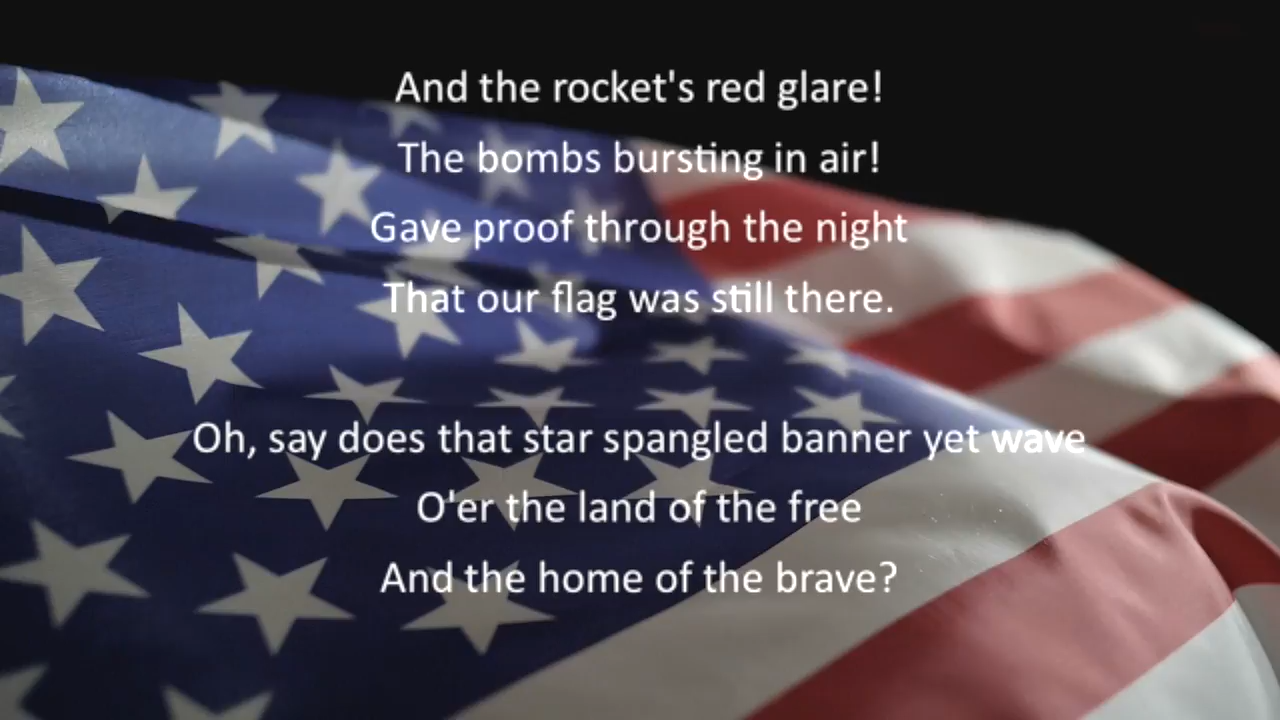 And the rocket's red glare!
The bombs bursting in air!
Gave proof through the night
That our flag was still there.
Oh, say does that star spangled banner yet wave
O'er the land of the free
And the home of the brave?